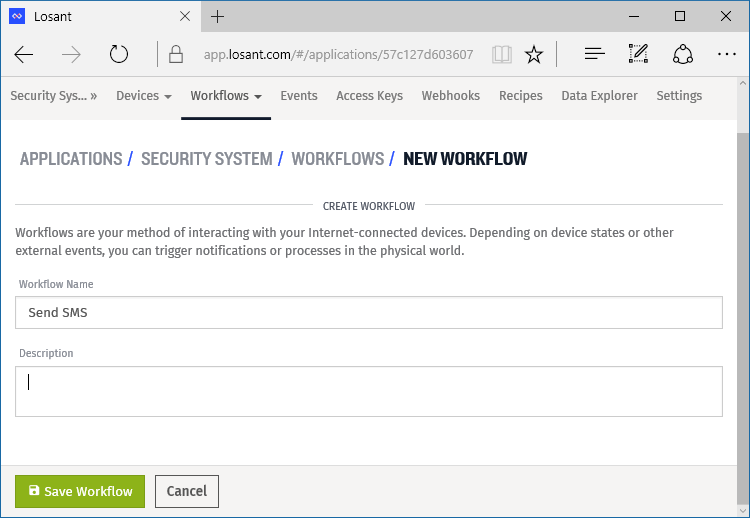 Losant
app.losant.com/#/applications/57c127d603607
Security Sys... » Devices Workflows Events Access Keys Webhooks Recipes Data Explorer Settings
APPLICATIONS / SECURITY SYSTEM / WORKFLOWS / NEW WORKFLOW
CREATE WORKFLOW
Workflows are your method of interacting with your Internet-connected devices. Depending on device states or other
external events, you can trigger notifications or processes in the physical world.
Workflow Name
Send SMS
Description
Save Workflow Cancel